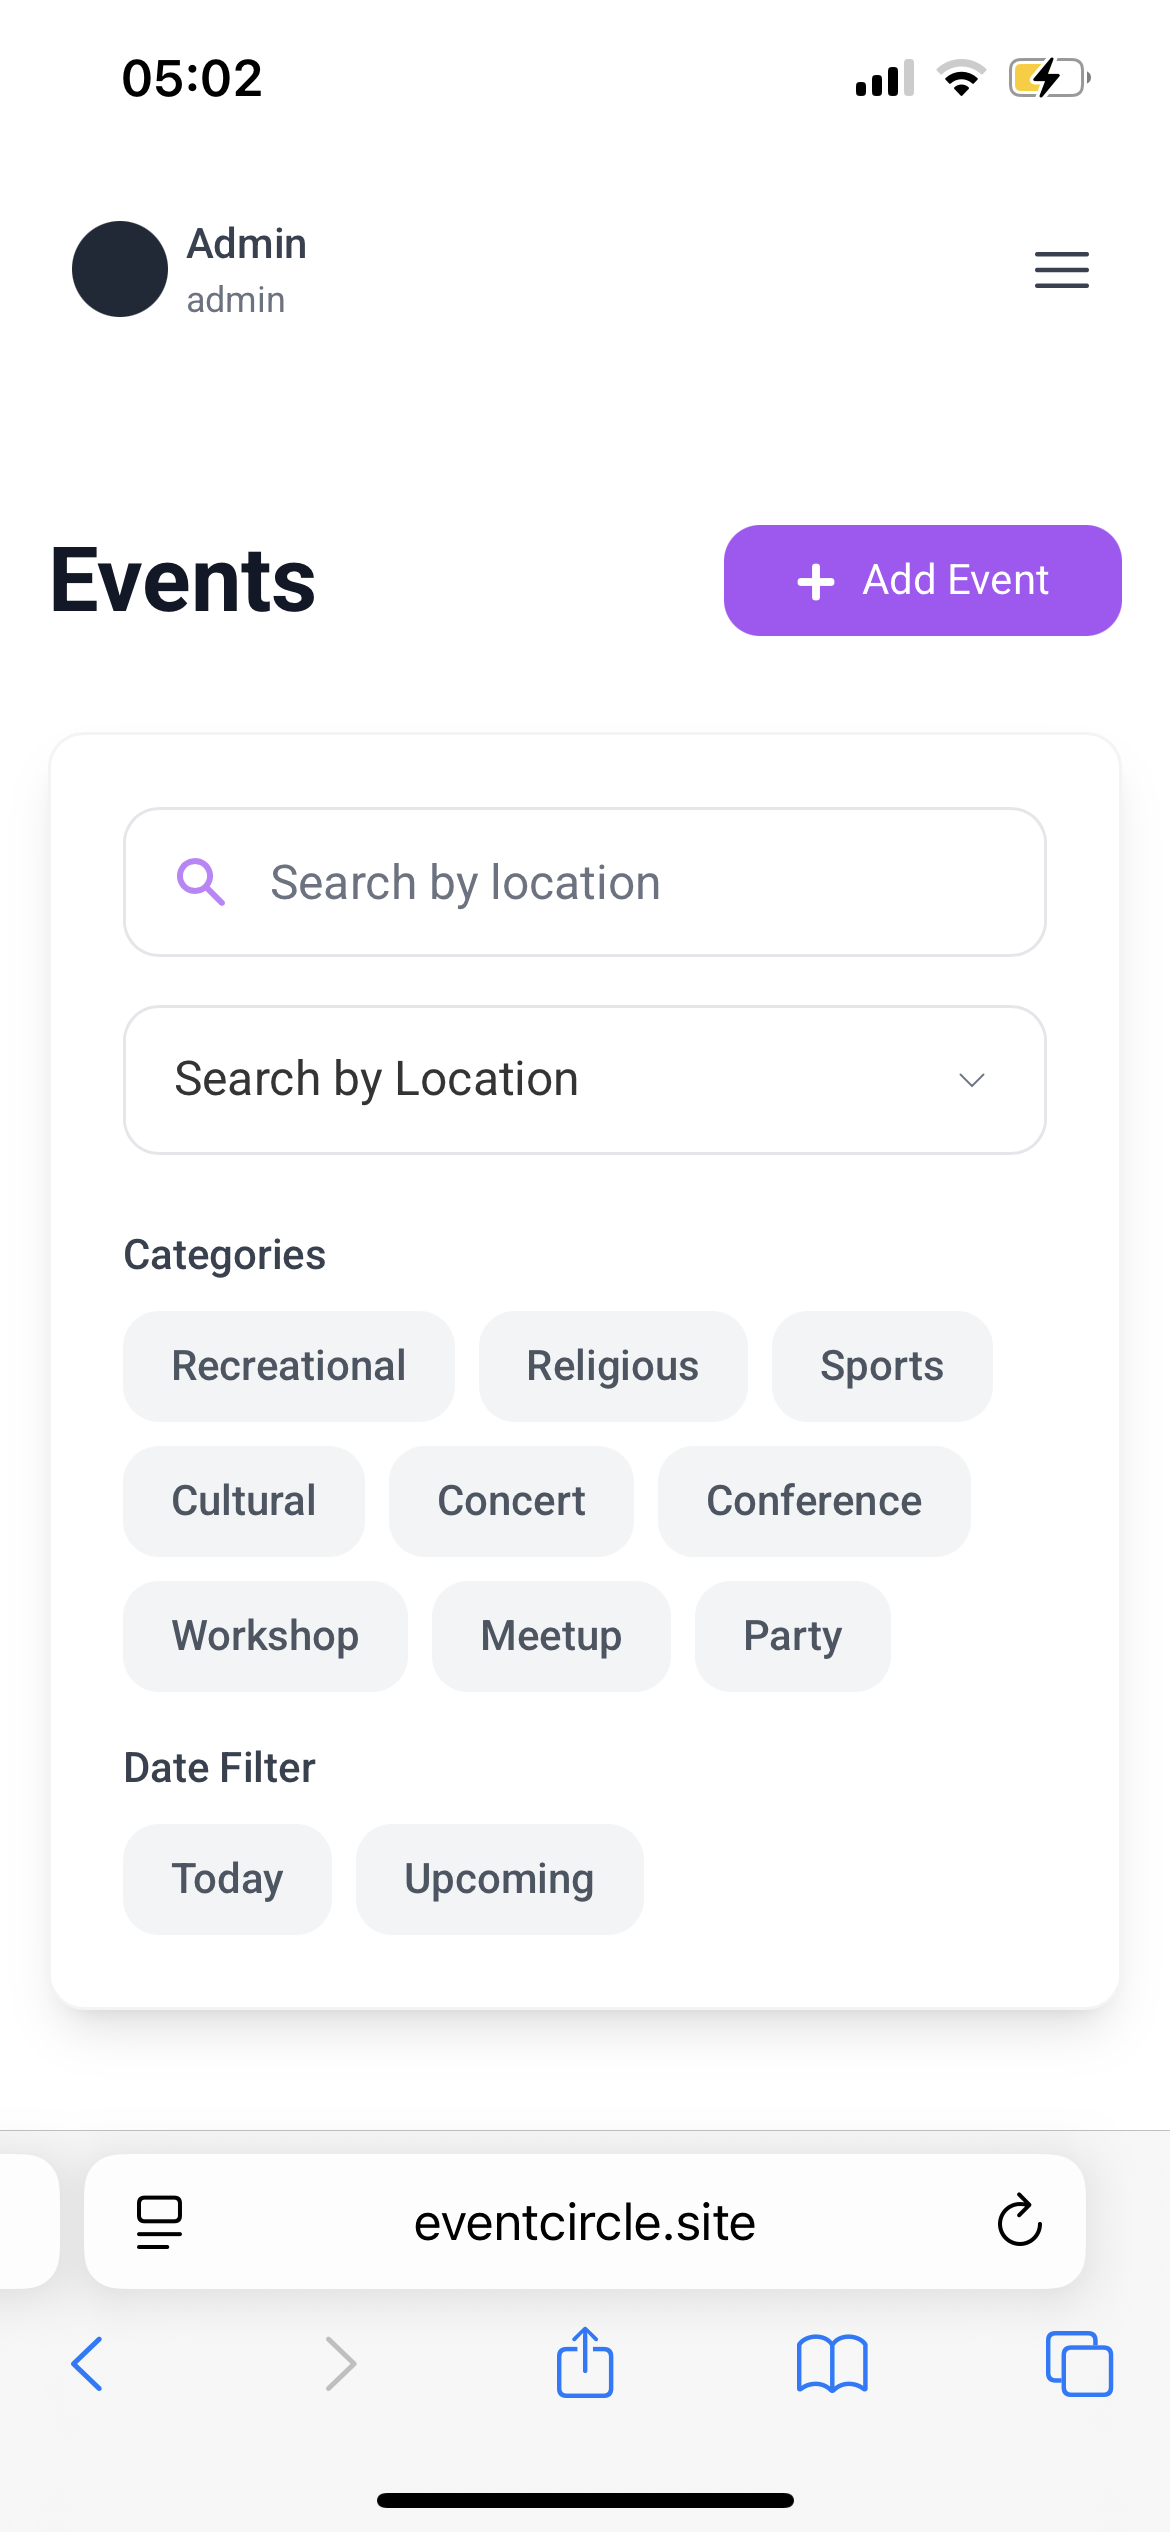 05:02
Admin
admin
Events
Add Event
Search by location
Search by Location
Categories
Recreational Religious Sports
Cultural Concert Conference
Workshop Meetup Party
Date Filter
Today Upcoming
eventcircle.site